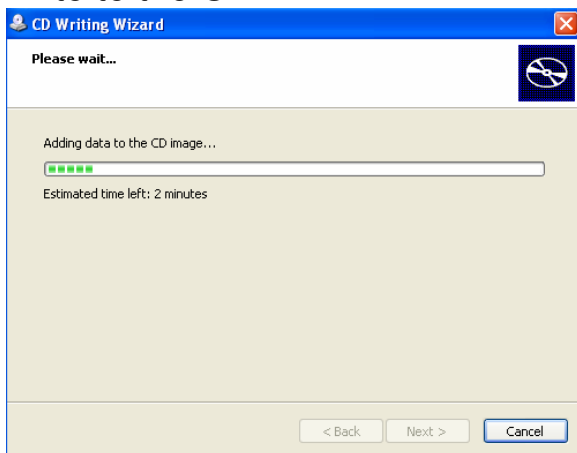 CD Writing Wizard
Please wait...
Adding data to the CD image...
Estimated time left: 2 minutes
< Back Next > Cancel